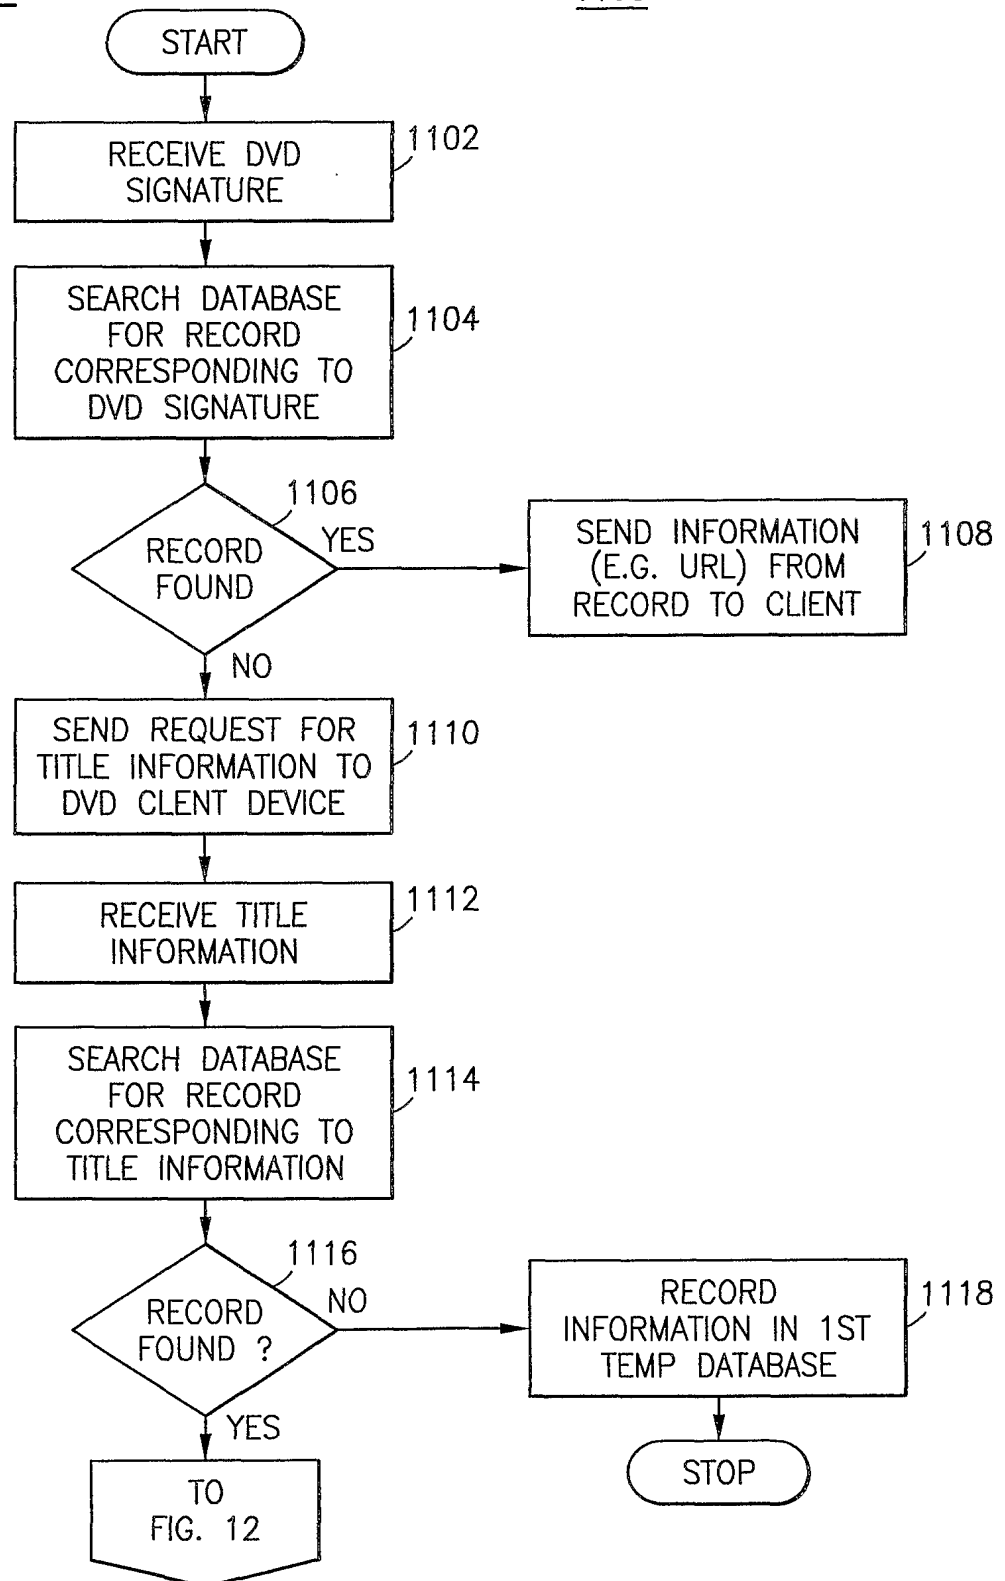 START
RECEIVE DVD
SIGNATURE
1102
SEARCH DATABASE
FOR RECORD
CORRESPONDING TO
DVD SIGNATURE
1104
1106
RECORD
FOUND
YES
SEND INFORMATION
(E.G. URL) FROM
RECORD TO CLIENT
1108
NO
SEND REQUEST FOR
TITLE INFORMATION TO
DVD CLENT DEVICE
1110
RECEIVE TITLE
INFORMATION
1112
SEARCH DATABASE
FOR RECORD
CORRESPONDING TO
TITLE INFORMATION
1114
1116
RECORD
FOUND ?
NO
RECORD
INFORMATION IN 1ST
TEMP DATABASE
1118
YES
STOP
TO
FIG. 12